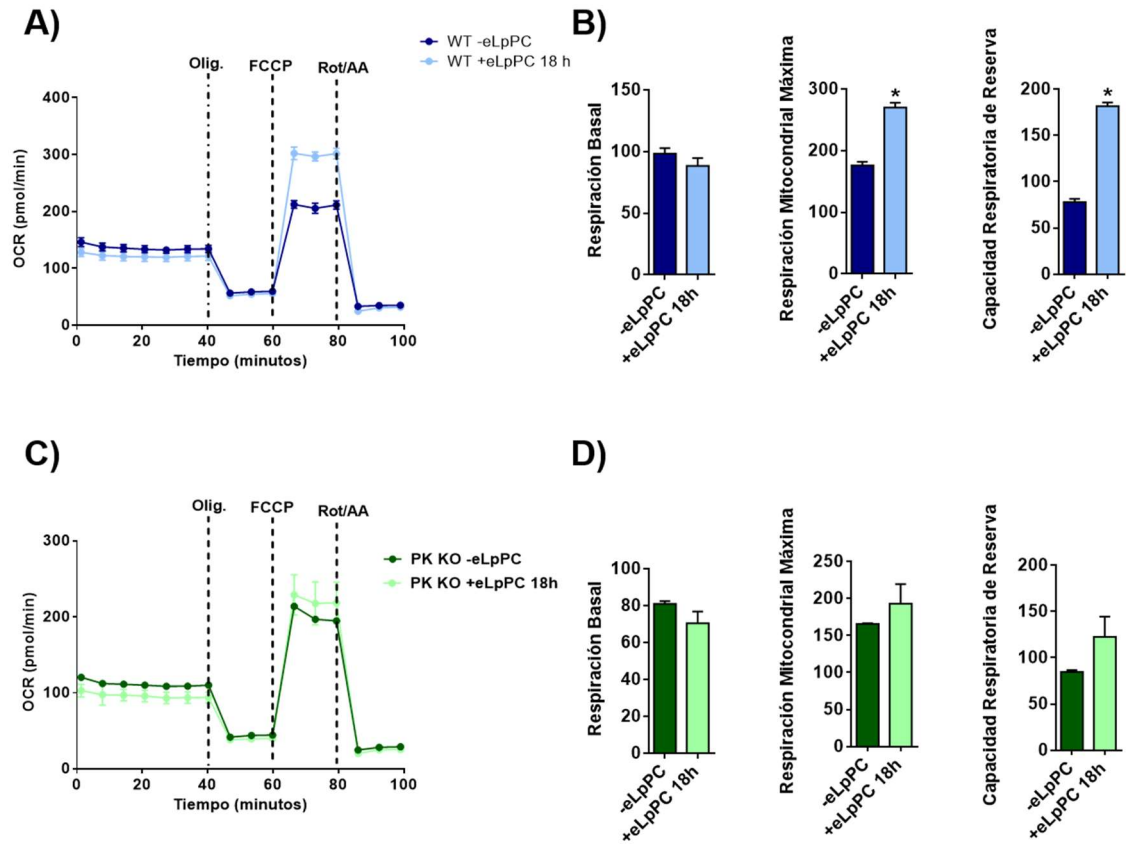 A)
WT -eLpPC
WT +eLpPC 18 h
Olig.
FCCP
Rot/AA
OCR (pmol/min)
400
300
200
100
0
0 20 40 60 80 100
Tiempo (minutos)
B)
Respiración Basal
150
100
50
0
-eLpPC
+eLpPC 18h
Respiración Mitocondrial Máxima
300
200
100
0
*
-eLpPC
+eLpPC 18h
Capacidad Respiratoria de Reserva
200
150
100
50
0
*
-eLpPC
+eLpPC 18h
C)
Olig.
FCCP
Rot/AA
PK KO -eLpPC
PK KO +eLpPC 18h
OCR (pmol/min)
300
200
100
0
0 20 40 60 80 100
Tiempo (minutos)
D)
Respiración Basal
100
80
60
40
20
0
-eLpPC
+eLpPC 18h
Respiración Mitocondrial Máxima
250
200
150
100
50
0
-eLpPC
+eLpPC 18h
Capacidad Respiratoria de Reserva
200
150
100
50
0
-eLpPC
+eLpPC 18h